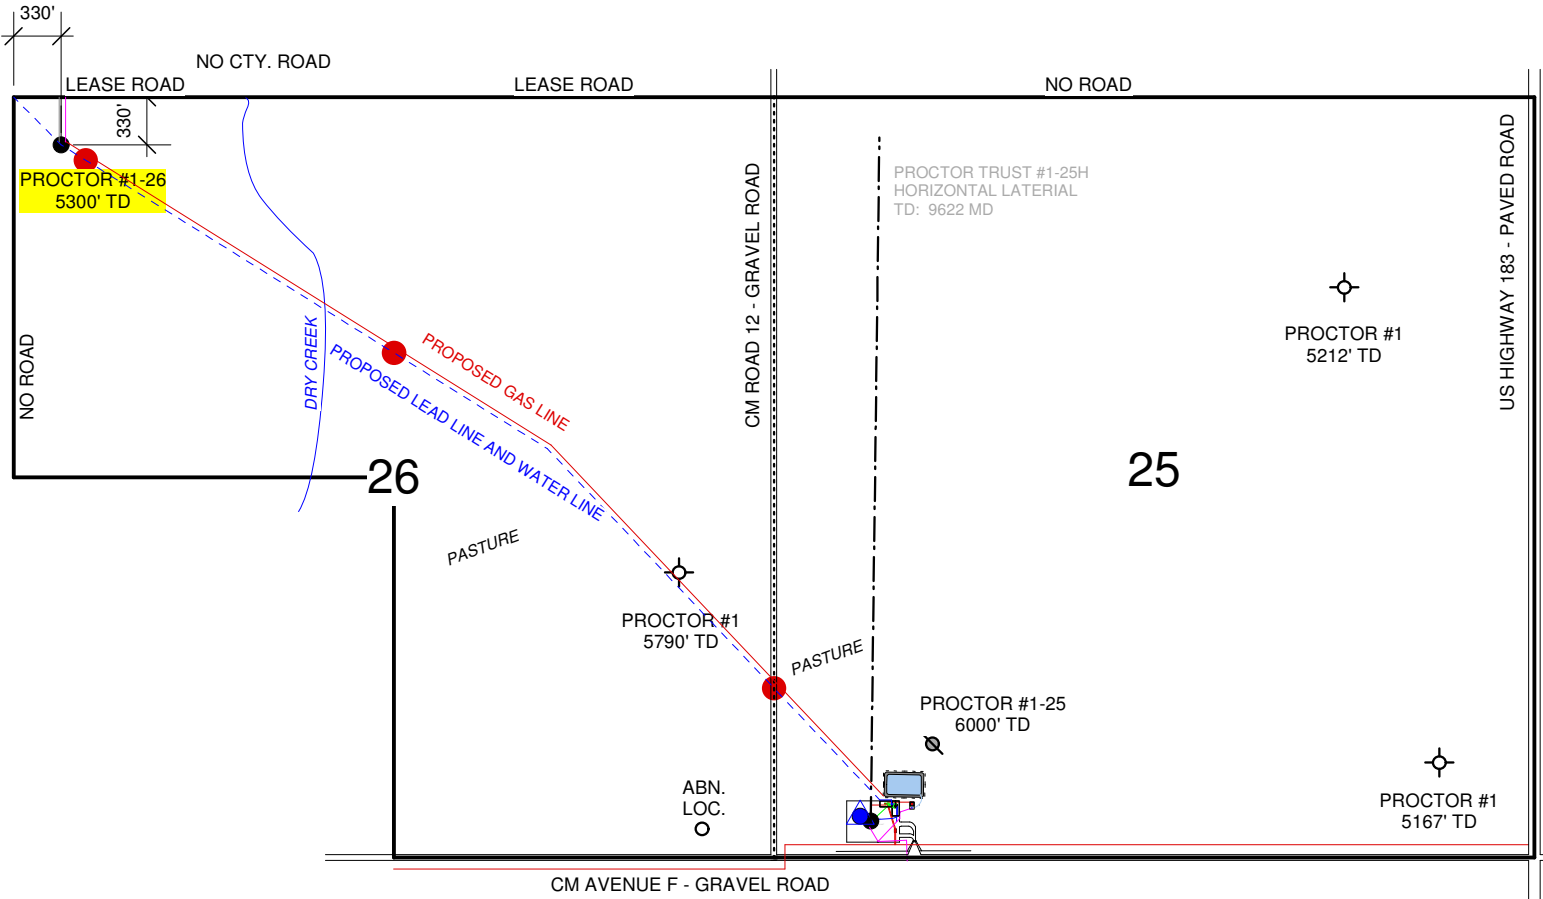 330'
NO CTY. ROAD
LEASE ROAD
LEASE ROAD
NO ROAD
330'
PROCTOR #1-26
5300' TD
PROCTOR TRUST #1-25H
HORIZONTAL LATERIAL
TD: 9622 MD
CM ROAD 12 - GRAVEL ROAD
US HIGHWAY 183 - PAVED ROAD
NO ROAD
DRY CREEK
PROPOSED GAS LINE
PROPOSED LEAD LINE AND WATER LINE
PROCTOR #1
5212' TD
26
25
PASTURE
PROCTOR #1
5790' TD
PASTURE
PROCTOR #1-25
6000' TD
ABN.
LOC.
PROCTOR #1
5167' TD
CM AVENUE F - GRAVEL ROAD